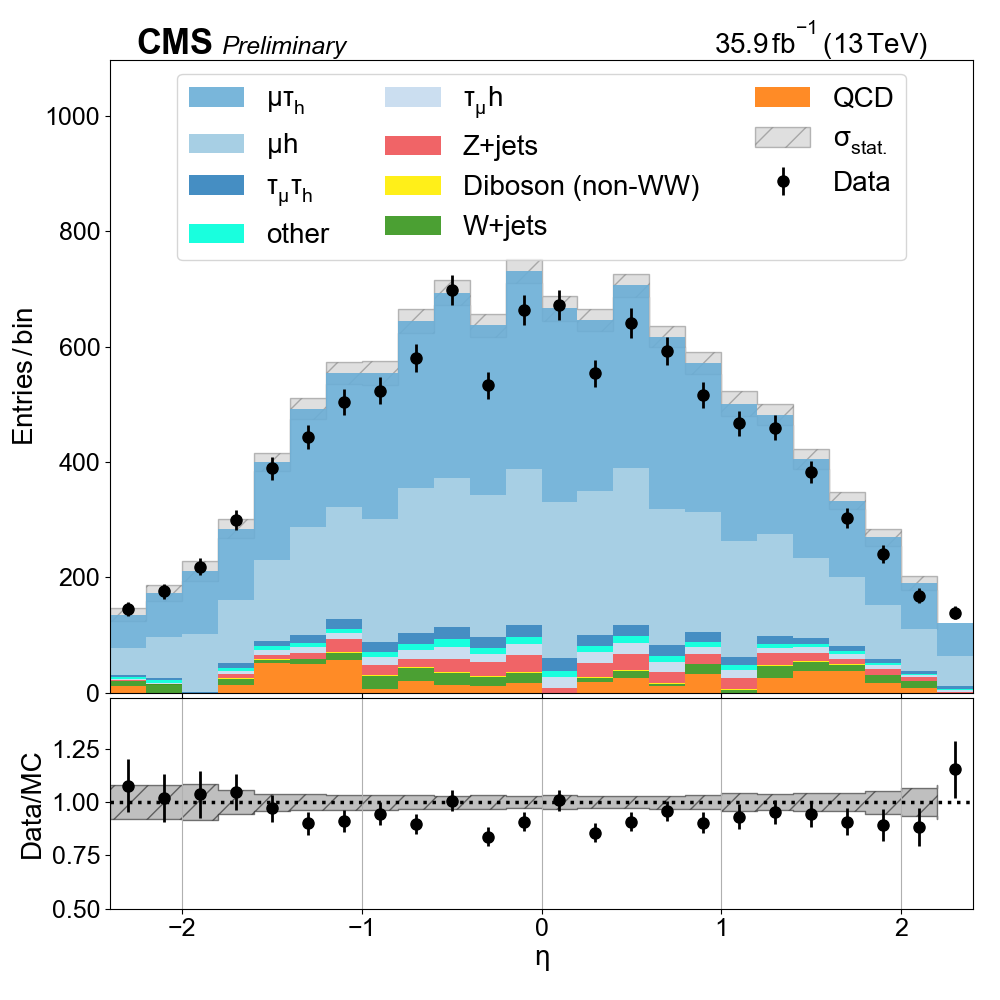 CMS Preliminary 35.9 fb⁻¹ (13 TeV)
μτh
μh
τμτh
other
τμh
Z+jets
Diboson (non-WW)
W+jets
QCD
σstat.
Data
Entries / bin
1000
800
600
400
200
0
Data/MC
1.25
1.00
0.75
0.50
−2 −1 0 1 2
η